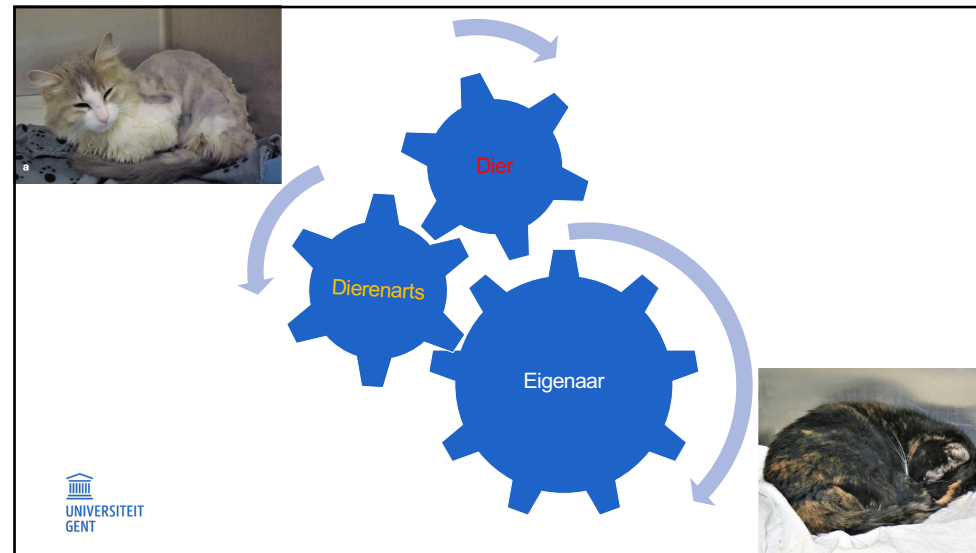 a
Dier
Dierenarts
Eigenaar
UNIVERSITEIT
GENT